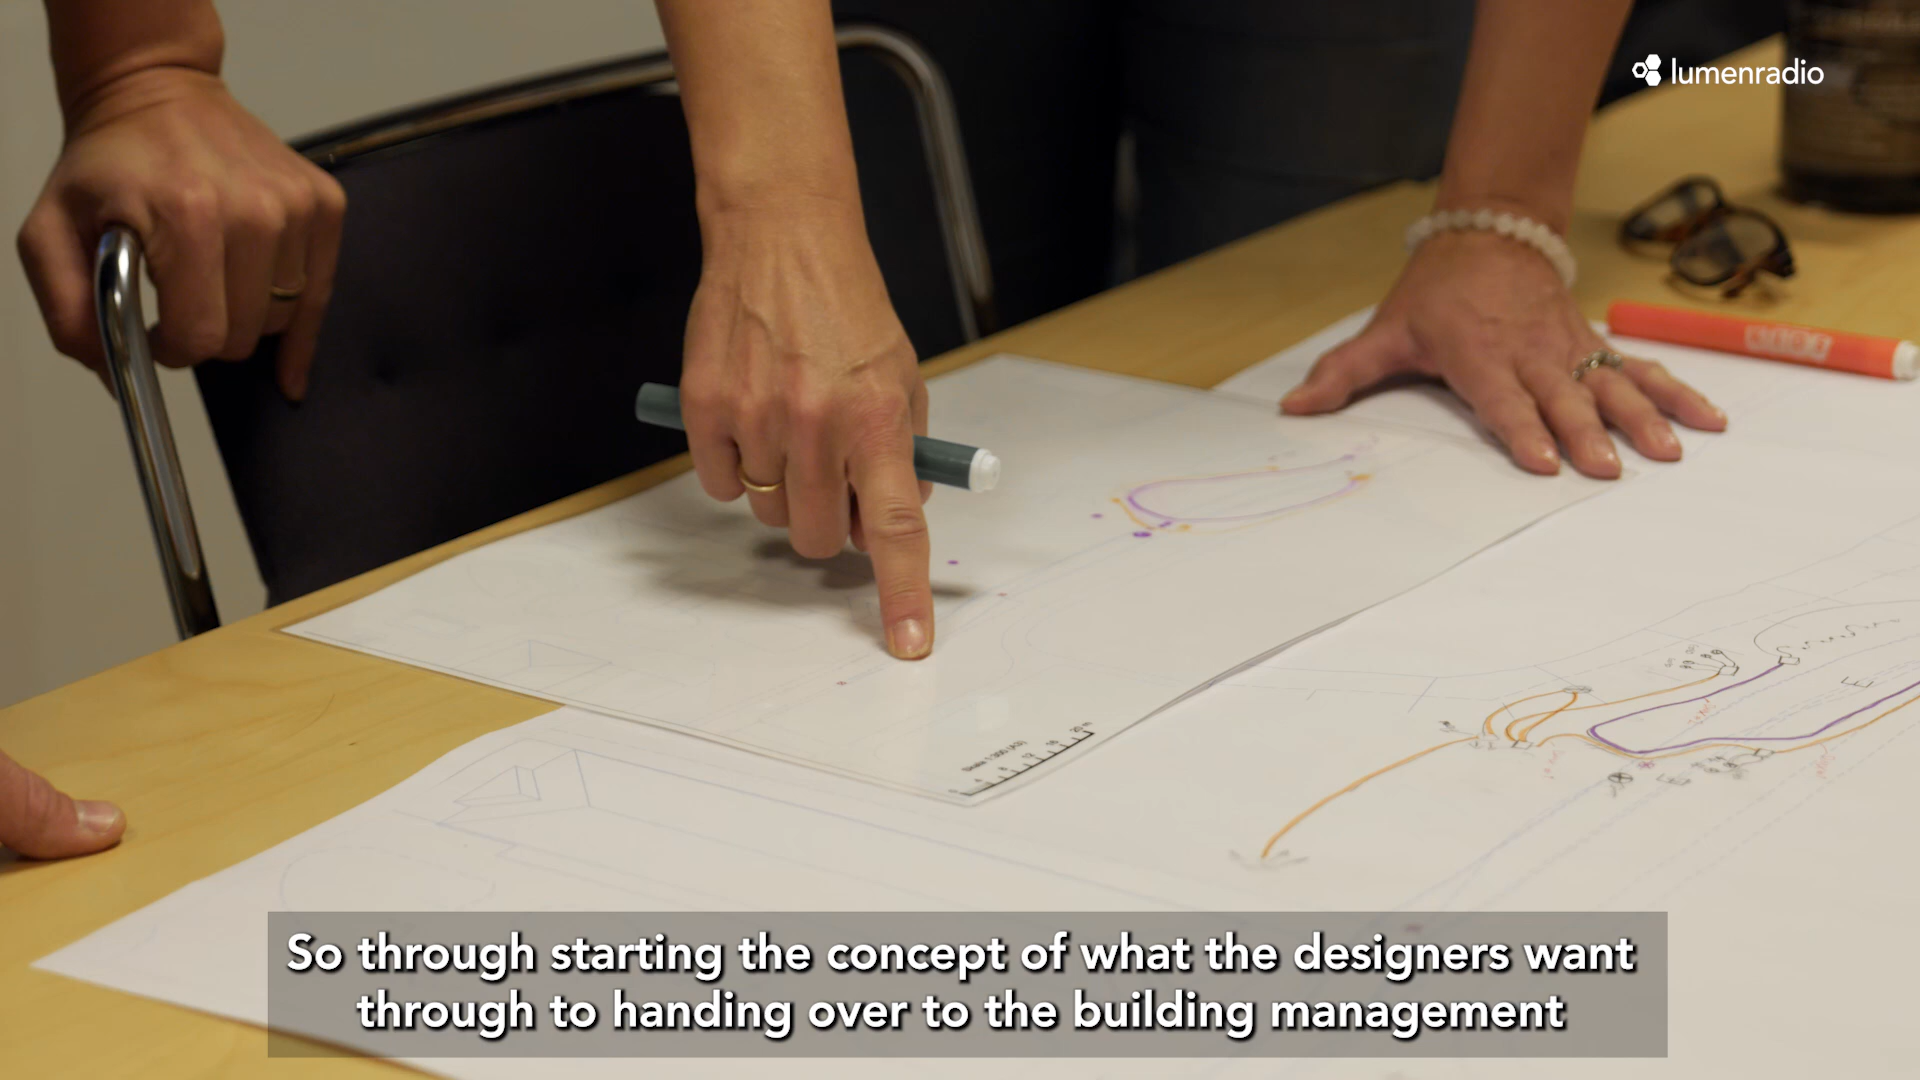 lumenradio
So through starting the concept of what the designers want
through to handing over to the building management